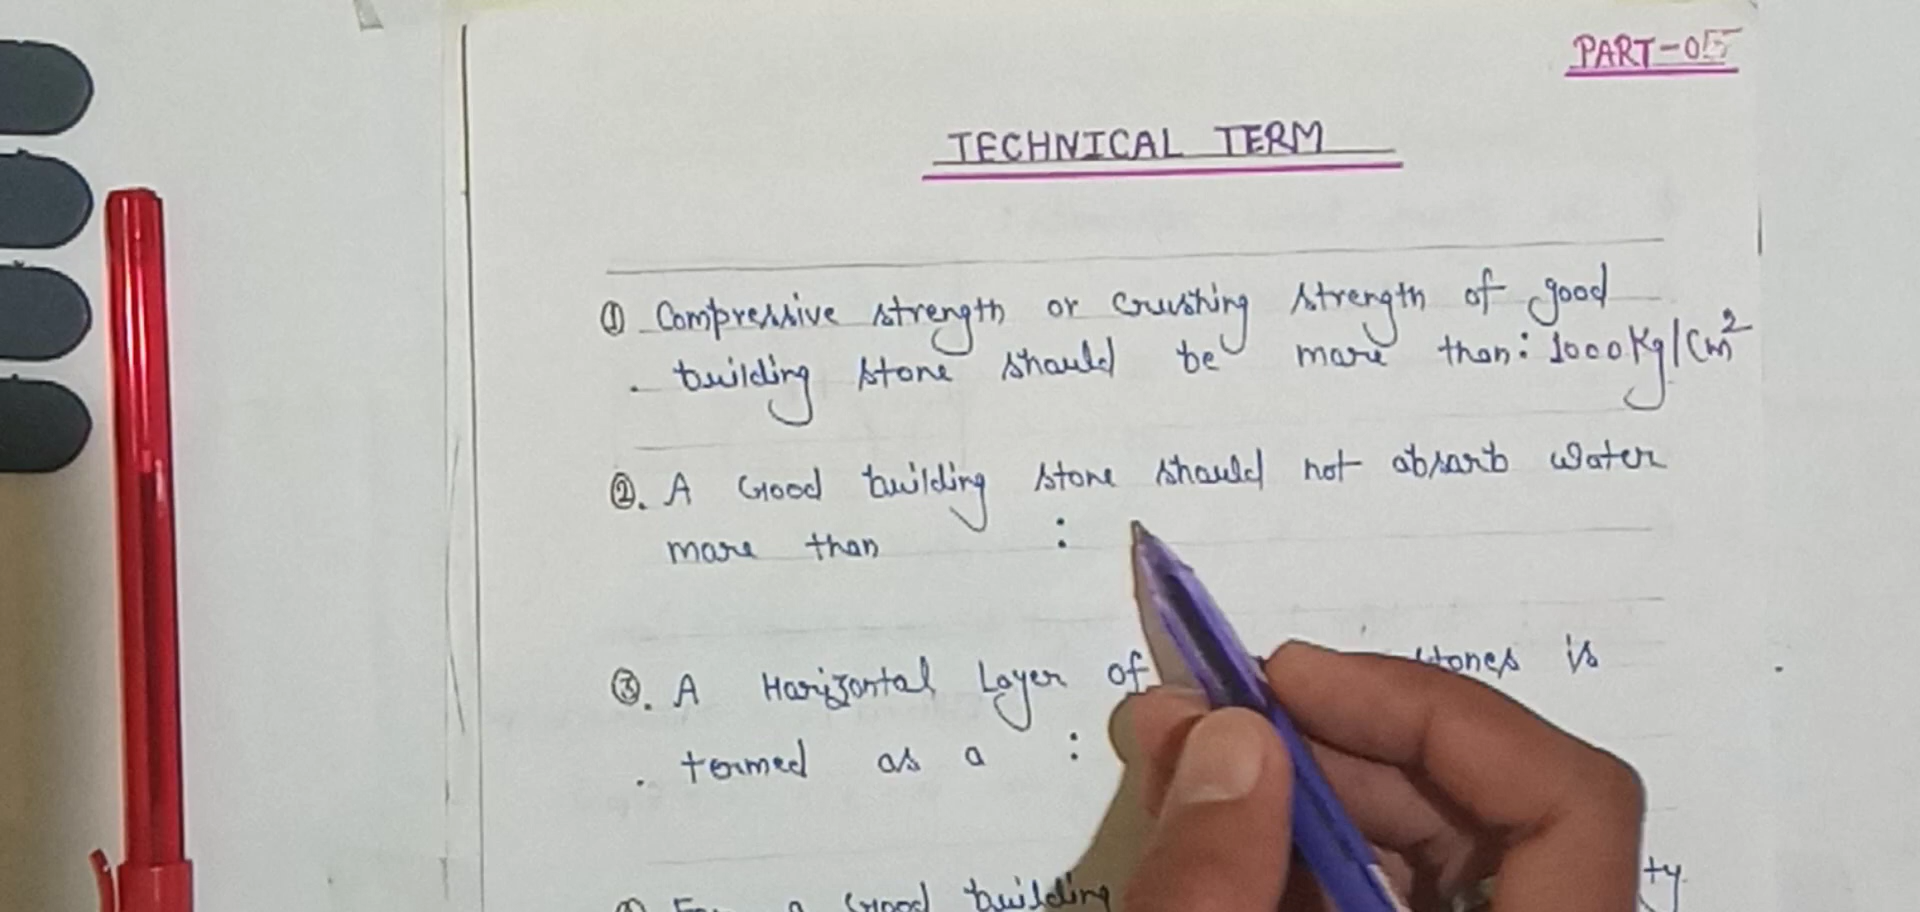 PART-05
TECHNICAL TERM
① Compressive strength or crushing strength of good
building stone should be more than: 1000Kg/Cm²
②. A Good building stone should not absorb water
more than :
③. A Horizontal Layer of stones is
. termed as a :
a Good building ty